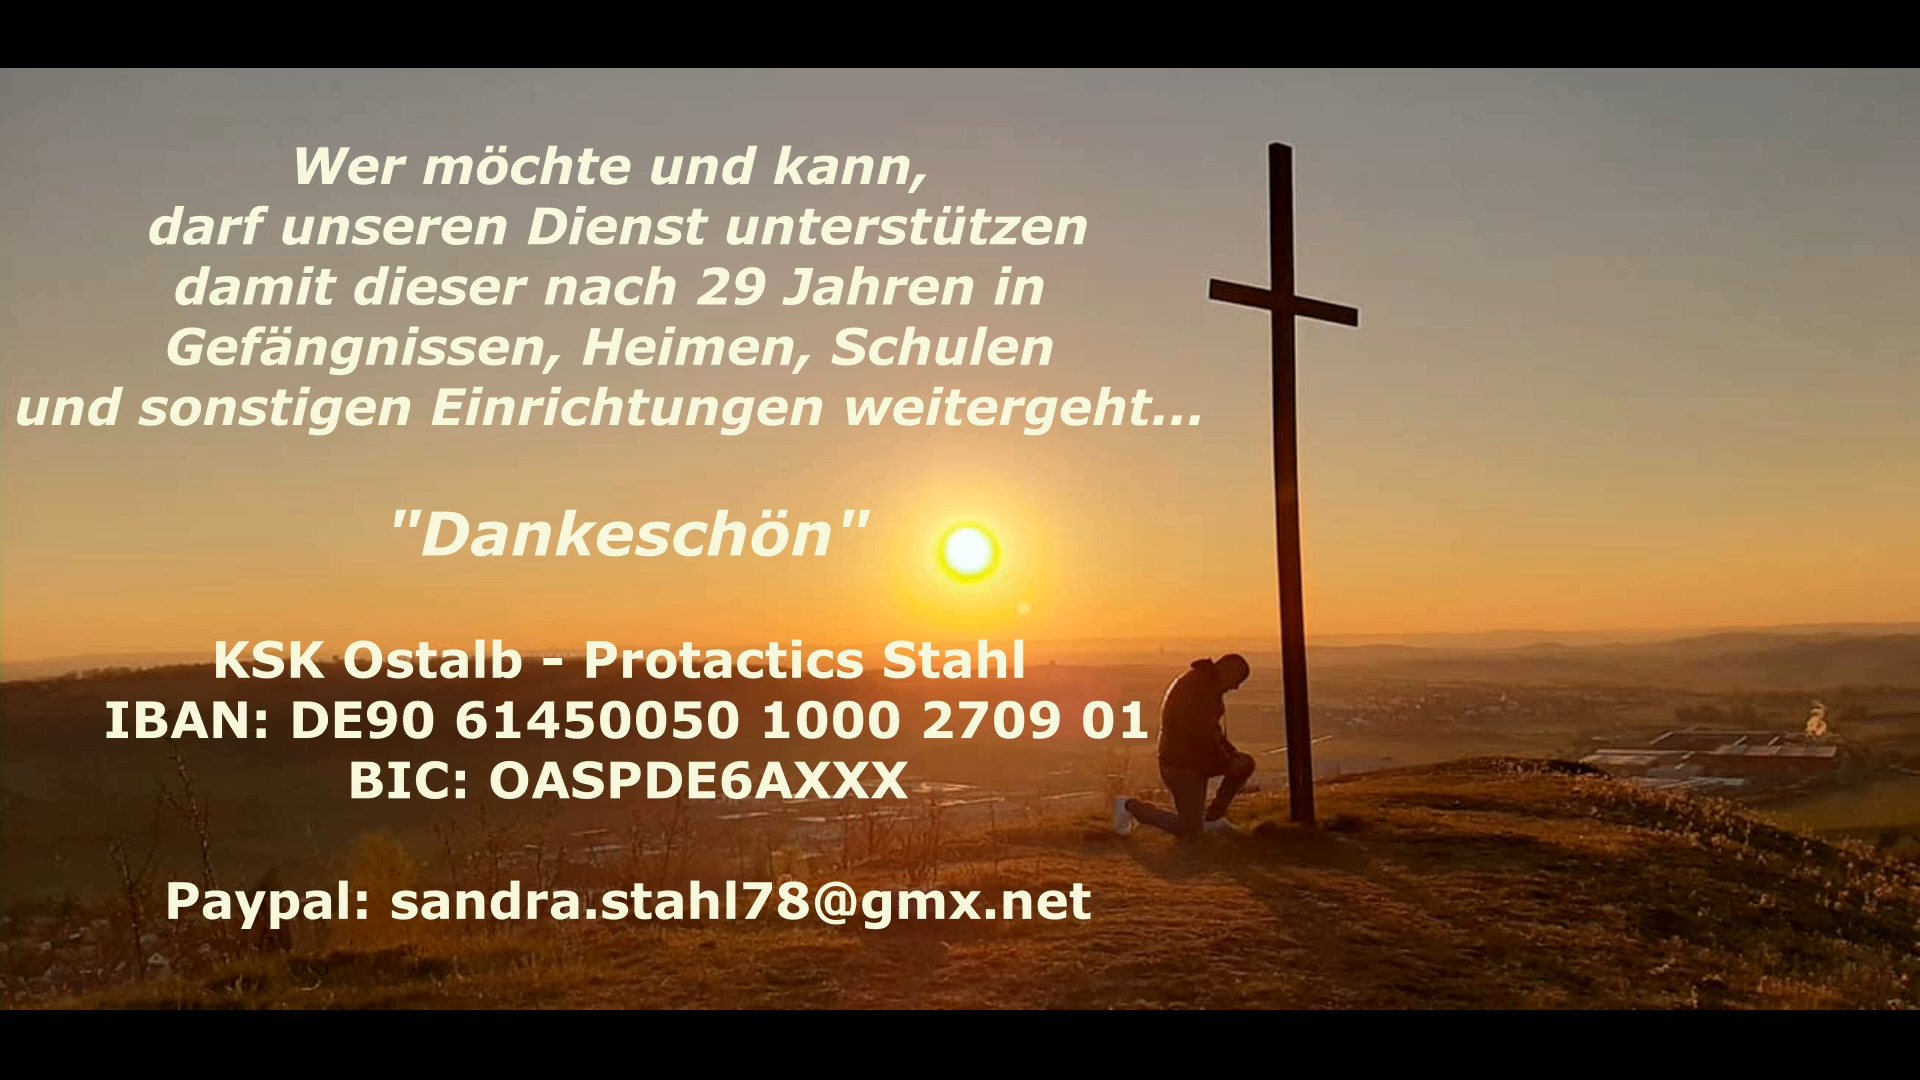 Wer möchte und kann,
darf unseren Dienst unterstützen
damit dieser nach 29 Jahren in
Gefängnissen, Heimen, Schulen
und sonstigen Einrichtungen weitergeht...
"Dankeschön"
KSK Ostalb - Protactics Stahl
IBAN: DE90 61450050 1000 2709 01
BIC: OASPDE6AXXX
Paypal: sandra.stahl78@gmx.net